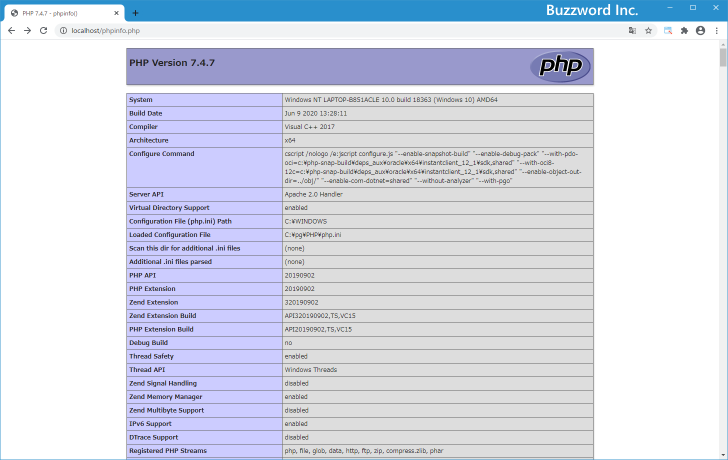 PHP 7.4.7 - phpinfo()
Buzzword Inc.
localhost/phpinfo.php
PHP Version 7.4.7
php
System Windows NT LAPTOP-B851ACLE 10.0 build 18363 (Windows 10) AMD64
Build Date Jun 9 2020 13:28:11
Compiler Visual C++ 2017
Architecture x64
Configure Command cscript /nologo /e:jscript configure.js "--enable-snapshot-build" "--enable-debug-pack" "--with-pdo-
oci=c:¥php-snap-build¥deps_aux¥oracle¥x64¥instantclient_12_1¥sdk,shared" "--with-oci8-
12c=c:¥php-snap-build¥deps_aux¥oracle¥x64¥instantclient_12_1¥sdk,shared" "--enable-object-out-
dir=../obj/" "--enable-com-dotnet=shared" "--without-analyzer" "--with-pgo"
Server API Apache 2.0 Handler
Virtual Directory Support enabled
Configuration File (php.ini) Path C:¥WINDOWS
Loaded Configuration File C:¥pg¥PHP¥php.ini
Scan this dir for additional .ini files (none)
Additional .ini files parsed (none)
PHP API 20190902
PHP Extension 20190902
Zend Extension 320190902
Zend Extension Build API320190902,TS,VC15
PHP Extension Build API20190902,TS,VC15
Debug Build no
Thread Safety enabled
Thread API Windows Threads
Zend Signal Handling disabled
Zend Memory Manager enabled
Zend Multibyte Support disabled
IPv6 Support enabled
DTrace Support disabled
Registered PHP Streams php, file, glob, data, http, ftp, zip, compress.zlib, phar